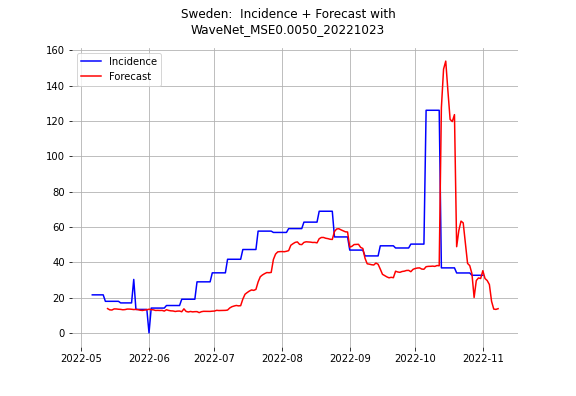 Sweden:  Incidence + Forecast with
WaveNet_MSE0.0050_20221023
160
140
120
100
80
60
40
20
0
Incidence
Forecast
2022-05 2022-06 2022-07 2022-08 2022-09 2022-10 2022-11